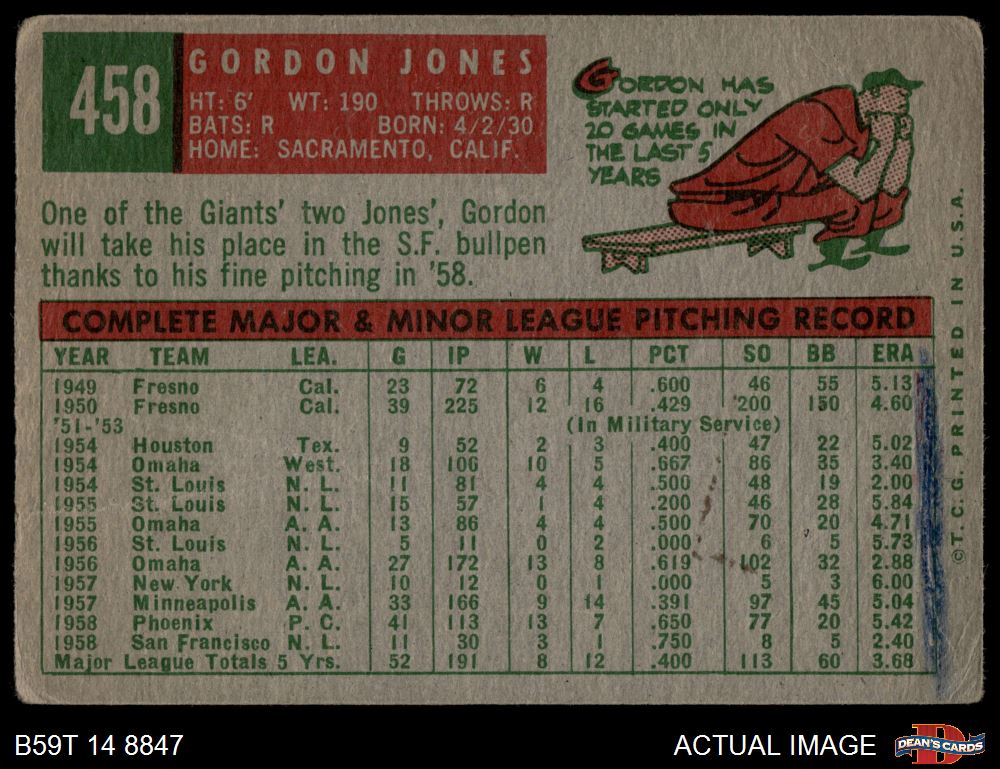 458
GORDON JONES
HT: 6' WT: 190 THROWS: R
BATS: R BORN: 4/2/30
HOME: SACRAMENTO, CALIF.
GORDON HAS
STARTED ONLY
20 GAMES IN
THE LAST 5
YEARS
One of the Giants' two Jones', Gordon
will take his place in the S.F. bullpen
thanks to his fine pitching in '58.
COMPLETE MAJOR & MINOR LEAGUE PITCHING RECORD
YEAR TEAM LEA. G IP W L PCT SO BB ERA
1949 Fresno Cal. 23 72 6 4 .600 46 55 5.13
1950 Fresno Cal. 39 225 12 16 .429 200 150 4.60
'51-'53 (In Military Service)
1954 Houston Tex. 9 52 2 3 .400 47 22 5.02
1954 Omaha West. 18 106 10 5 .667 86 35 3.40
1954 St. Louis N. L. 11 81 4 4 .500 48 19 2.00
1955 St. Louis N. L. 15 57 1 4 .200 46 28 5.84
1955 Omaha A. A. 13 86 4 4 .500 70 20 4.71
1956 St. Louis N. L. 5 11 0 2 .000 6 5 5.73
1956 Omaha A. A. 27 172 13 8 .619 102 32 2.88
1957 New York N. L. 10 12 0 1 .000 5 3 6.00
1957 Minneapolis A. A. 33 166 9 14 .391 97 45 5.04
1958 Phoenix P. C. 41 113 13 7 .650 77 20 5.42
1958 San Francisco N. L. 11 30 3 1 .750 8 5 2.40
Major League Totals 5 Yrs. 52 191 8 12 .400 113 60 3.68
©T. C. G. PRINTED IN U.S.A.
B59T 14 8847
ACTUAL IMAGE
D
DEAN'S CARDS